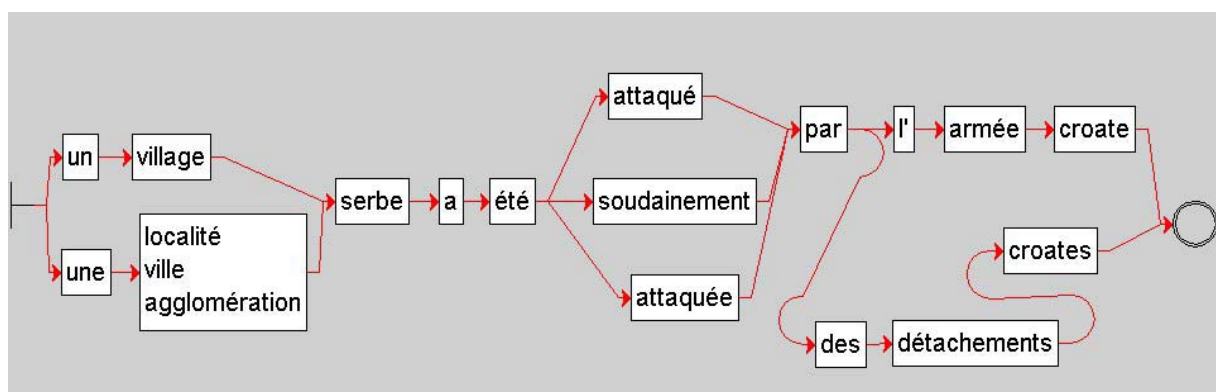 un
village
une
localité
ville
agglomération
serbe
a
été
attaqué
soudainement
attaquée
par
l'
armée
croate
des
détachements
croates